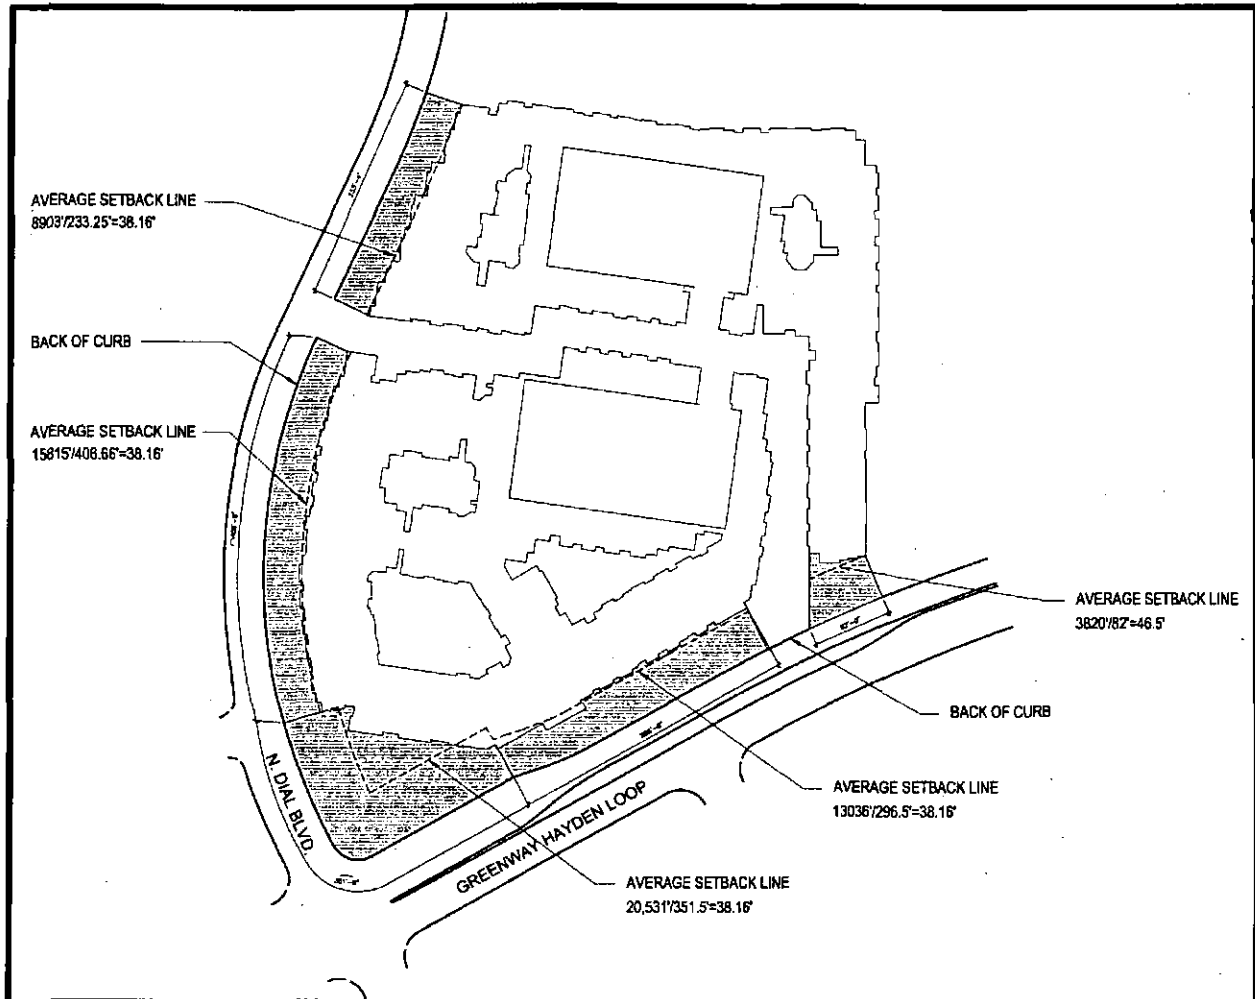 AVERAGE SETBACK LINE
8903'/233.25'=38.16'
BACK OF CURB
AVERAGE SETBACK LINE
15615'/408.66'=38.16'
AVERAGE SETBACK LINE
3820'/82'=46.5'
BACK OF CURB
AVERAGE SETBACK LINE
13036'/296.5'=38.16'
N. DIAL BLVD.
GREENWAY HAYDEN LOOP
AVERAGE SETBACK LINE
20,531'/351.5'=38.16'